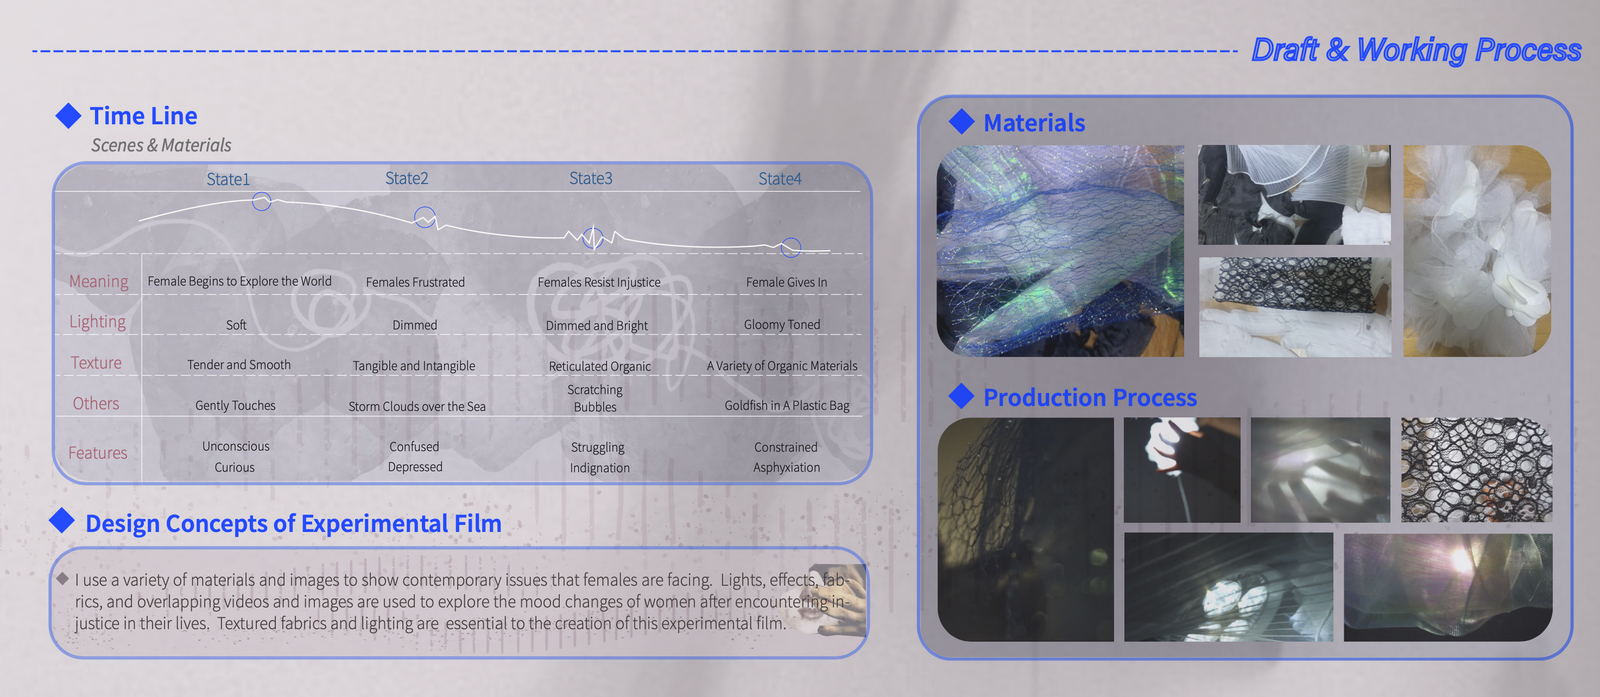 Draft & Working Process
Time Line
Scenes & Materials
State1 State2 State3 State4
Meaning Female Begins to Explore the World Females Frustrated Females Resist Injustice Female Gives In
Lighting Soft Dimmed Dimmed and Bright Gloomy Toned
Texture Tender and Smooth Tangible and Intangible Reticulated Organic A Variety of Organic Materials
Others Gently Touches Storm Clouds over the Sea Scratching Bubbles Goldfish in A Plastic Bag
Features Unconscious Confused Struggling Constrained
Curious Depressed Indignation Asphyxiation
Design Concepts of Experimental Film
I use a variety of materials and images to show contemporary issues that females are facing. Lights, effects, fab-
rics, and overlapping videos and images are used to explore the mood changes of women after encountering in-
justice in their lives. Textured fabrics and lighting are essential to the creation of this experimental film.
Materials
Production Process